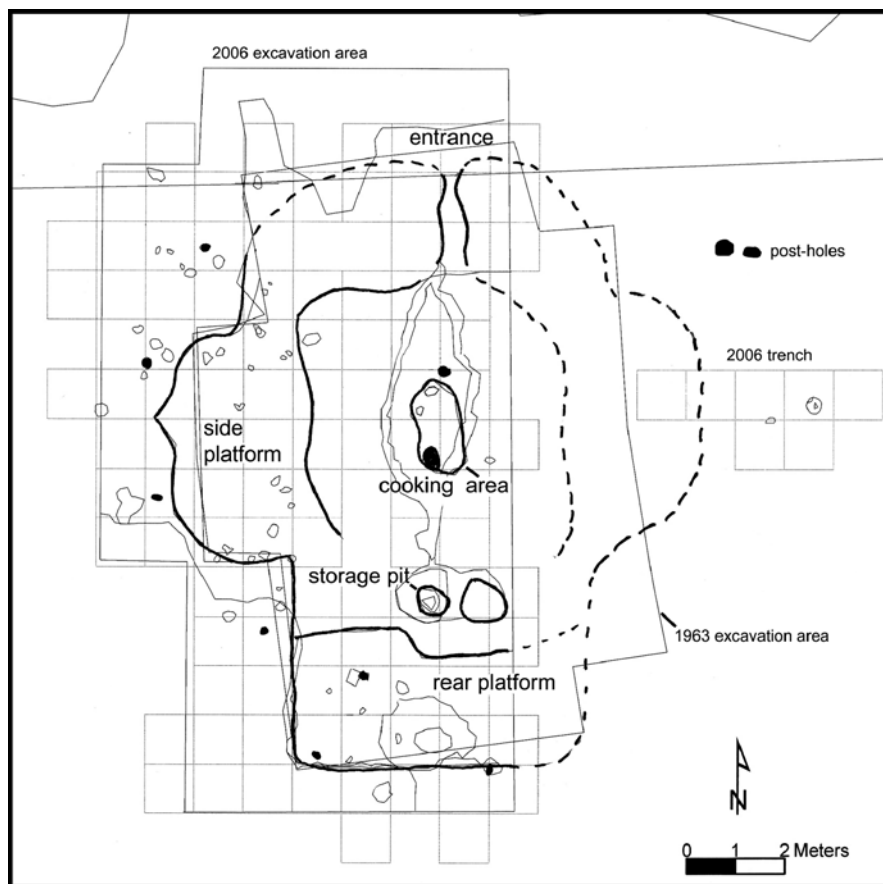 2006 excavation area
entrance
post-holes
2006 trench
side
platform
cooking area
storage pit
1963 excavation area
rear platform
N
0 1 2 Meters